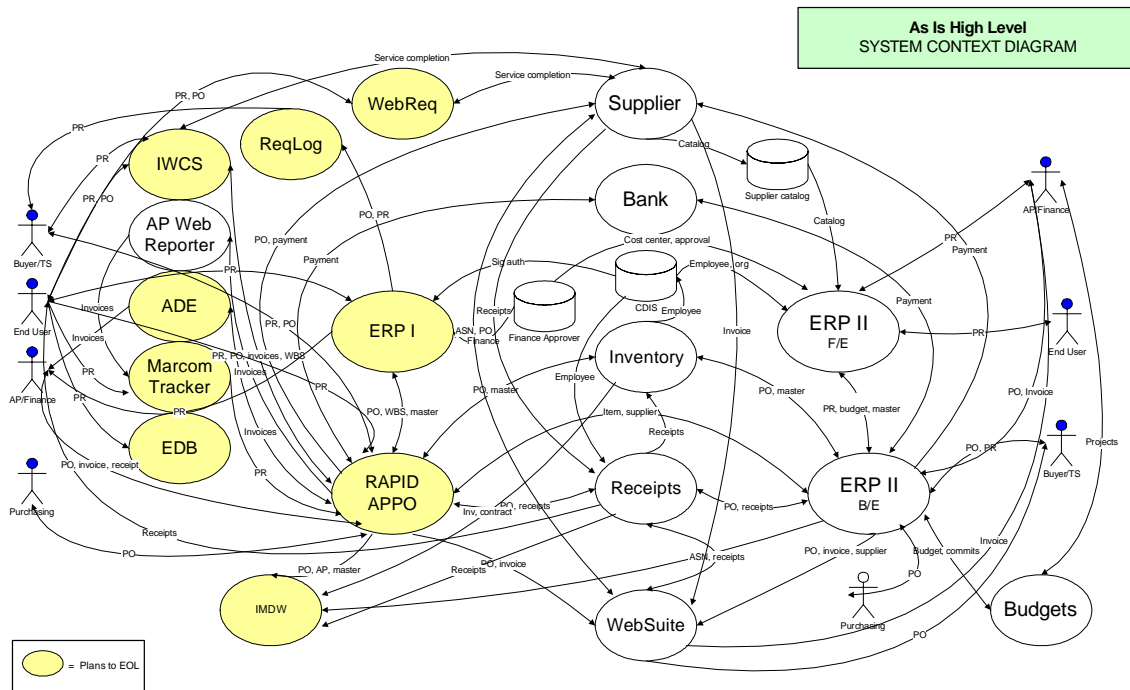 As Is High Level
SYSTEM CONTEXT DIAGRAM
Service completion
Service completion
PR, PO
WebReq
Supplier
PR
ReqLog
Catalog
PR
IWCS
Supplier catalog
AP/Finance
PR, PO
PO, PR
Bank
Catalog
AP Web
Reporter
Buyer/TS
PO, payment
Cost center, approval
PR
Payment
Payment
Sig auth
Employee, org
PR
CDIS
ADE
End User
Invoices
ERP I
Finance Approver
Receipts
Employee
Payment
ERP II
F/E
End User
ASN, PO
Finance
Invoice
PR, PO
PR
Invoices
AP/Finance
PR, PO, invoices, WBS
Invoices
Inventory
Marcom
Tracker
PR
PR
Employee
PO, master
PO, master
PO, Invoice
PR
PR
PO, WBS, master
Item, supplier
PR, budget, master
Buyer/TS
EDB
Invoices
Receipts
PO, PR
Projects
PO, invoice, receipt
PR
RAPID
APPO
Receipts
ERP II
B/E
Purchasing
PO, receipts
Inv, contract
PO, receipts
Receipts
PO
ASN, receipts
PO, invoice, supplier
Invoice
Budget, commits
PO, AP, master
PO, invoice
Receipts
PO
IMDW
WebSuite
Purchasing
Budgets
PO
= Plans to EOL